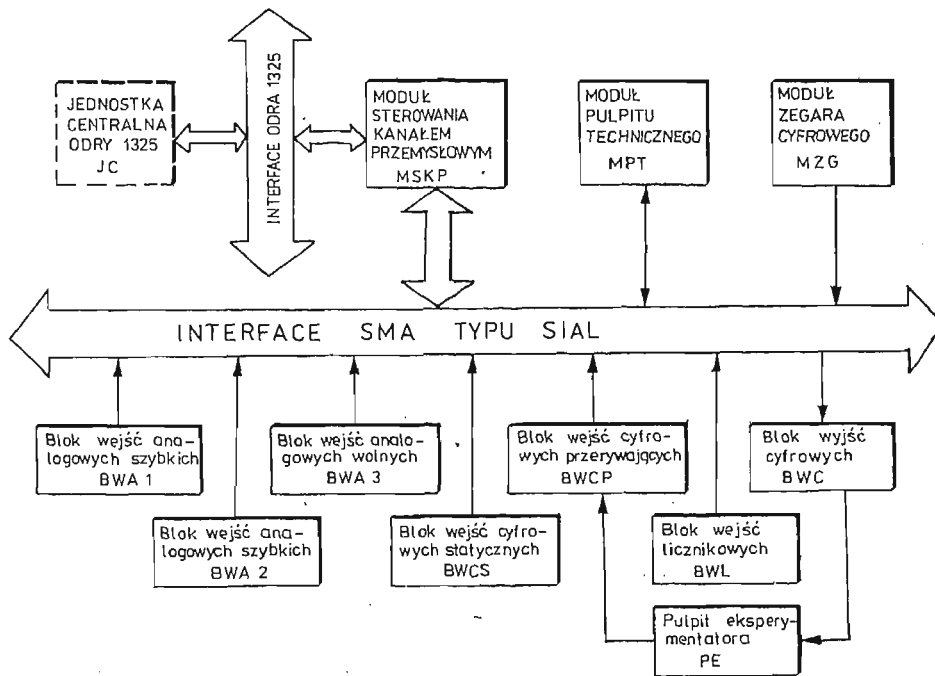 JEDNOSTKA
CENTRALNA
ODRY 1325
JC
INTERFACE ODRA 1325
MODUŁ
STEROWANIA
KANAŁEM
PRZEMYSŁOWYM
MSKP
MODUŁ
PULPITU
TECHNICZNEGO
MPT
MODUŁ
ZEGARA
CYFROWEGO
MZG
INTERFACE SMA TYPU SIAL
Blok wejść ana-
logowych szybkich
BWA 1
Blok wejść ana-
logowych szybkich
BWA 2
Blok wejść analo-
gowych wolnych
BWA 3
Blok wejść cyfro-
wych statycznych
BWCS
Blok wejść cyfro-
wych przerywających
BWCP
Blok wejść
licznikowych
BWL
Blok wyjść
cyfrowych
BWC
Pulpit ekspery-
mentatora
PE